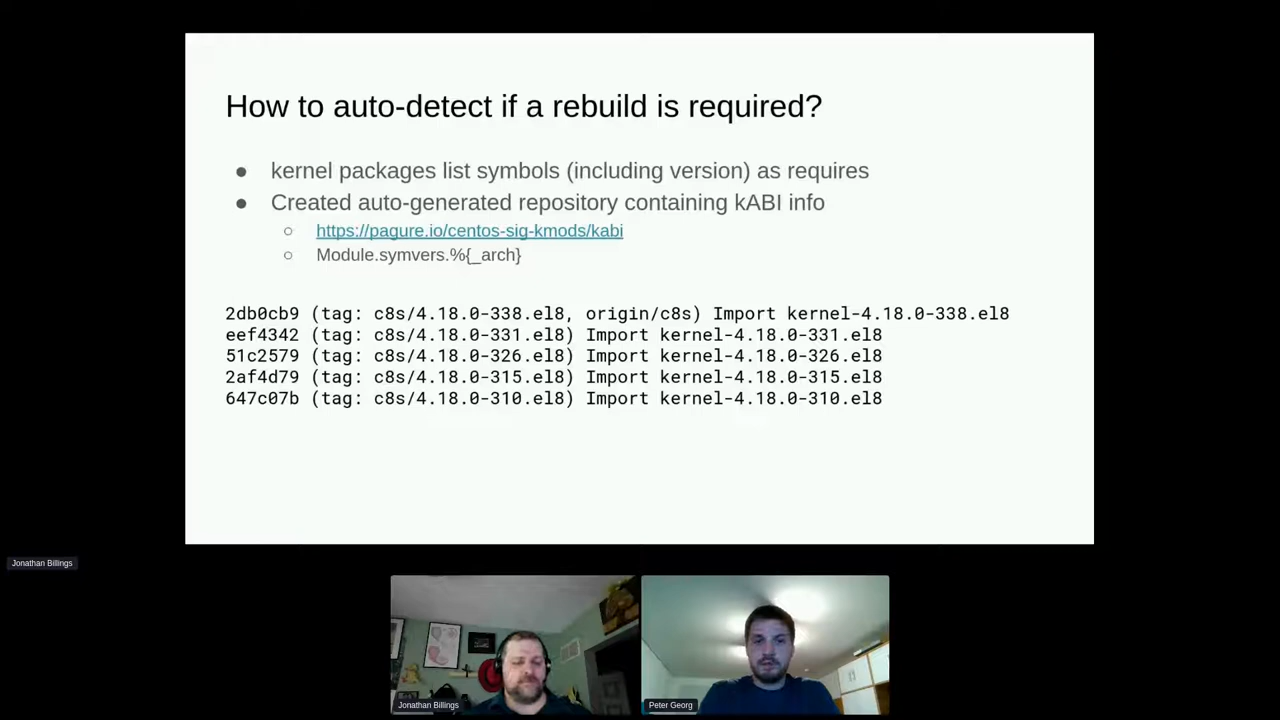 How to auto-detect if a rebuild is required?
● kernel packages list symbols (including version) as requires
● Created auto-generated repository containing kABI info
○ https://pagure.io/centos-sig-kmods/kabi
○ Module.symvers.%{_arch}
2db0cb9 (tag: c8s/4.18.0-338.el8, origin/c8s) Import kernel-4.18.0-338.el8
eef4342 (tag: c8s/4.18.0-331.el8) Import kernel-4.18.0-331.el8
51c2579 (tag: c8s/4.18.0-326.el8) Import kernel-4.18.0-326.el8
2af4d79 (tag: c8s/4.18.0-315.el8) Import kernel-4.18.0-315.el8
647c07b (tag: c8s/4.18.0-310.el8) Import kernel-4.18.0-310.el8
Jonathan Billings
Jonathan Billings
Peter Georg